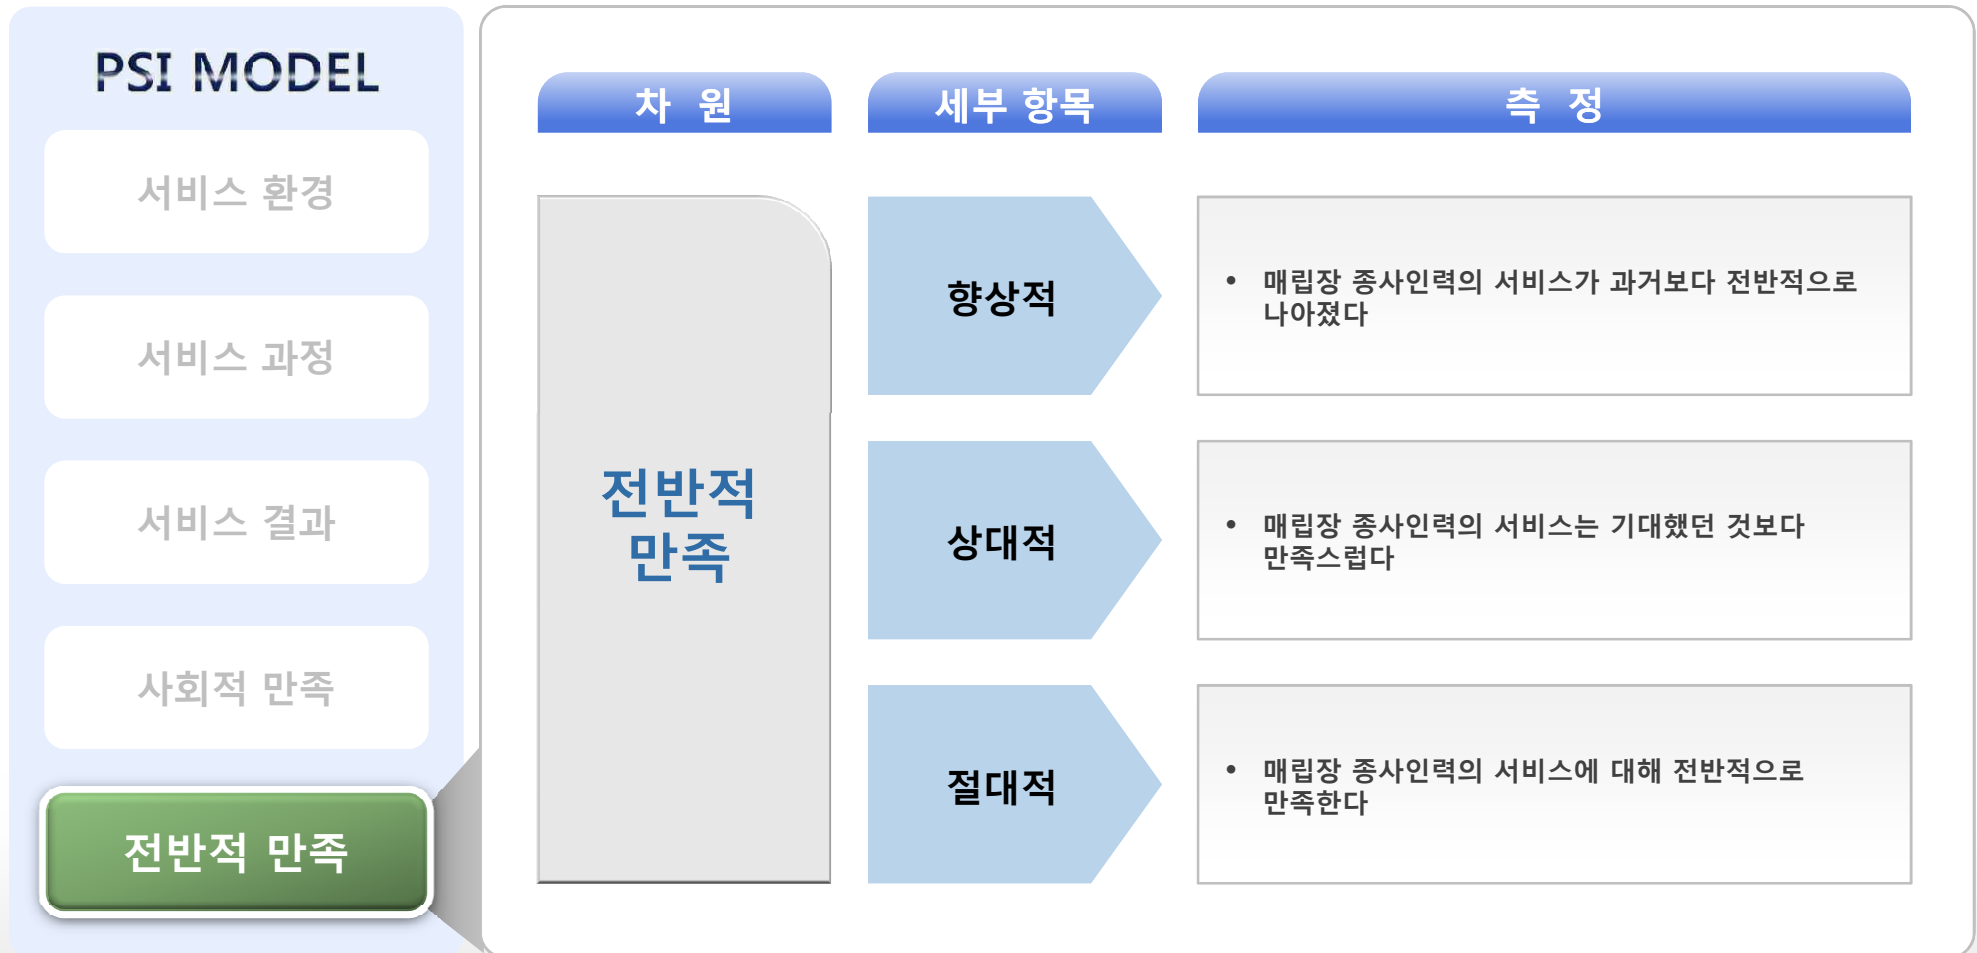 PSI MODEL
서비스 환경
서비스 과정
서비스 결과
사회적 만족
전반적 만족
차 원
세부 항목
측 정
전반적
만족
향상적
• 매립장 종사인력의 서비스가 과거보다 전반적으로
나아졌다
상대적
• 매립장 종사인력의 서비스는 기대했던 것보다
만족스럽다
절대적
• 매립장 종사인력의 서비스에 대해 전반적으로
만족한다